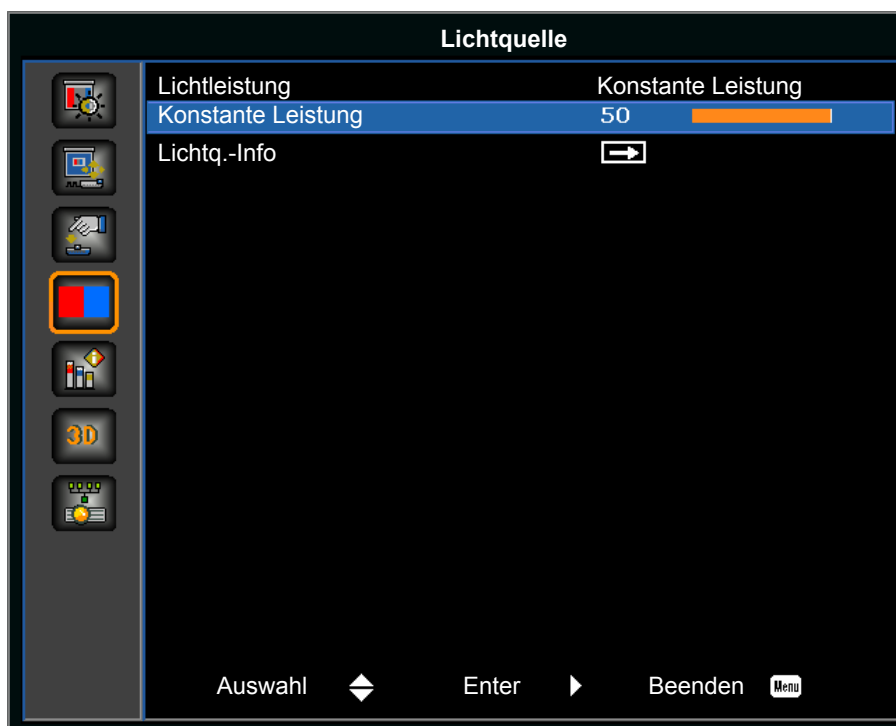 Lichtquelle
Lichtleistung Konstante Leistung
Konstante Leistung 50
Lichtq.-Info
3D
Auswahl Enter Beenden Menu